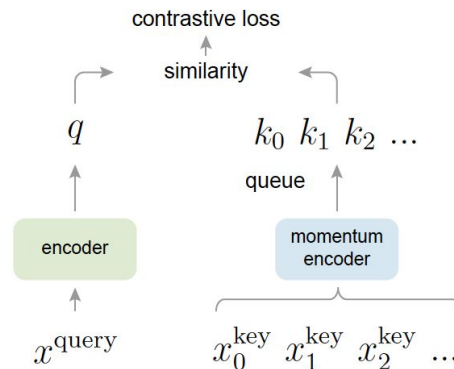 contrastive loss
similarity
q
k₀ k₁ k₂ ...
queue
encoder
momentum
encoder
x^query
x₀^key x₁^key x₂^key ...